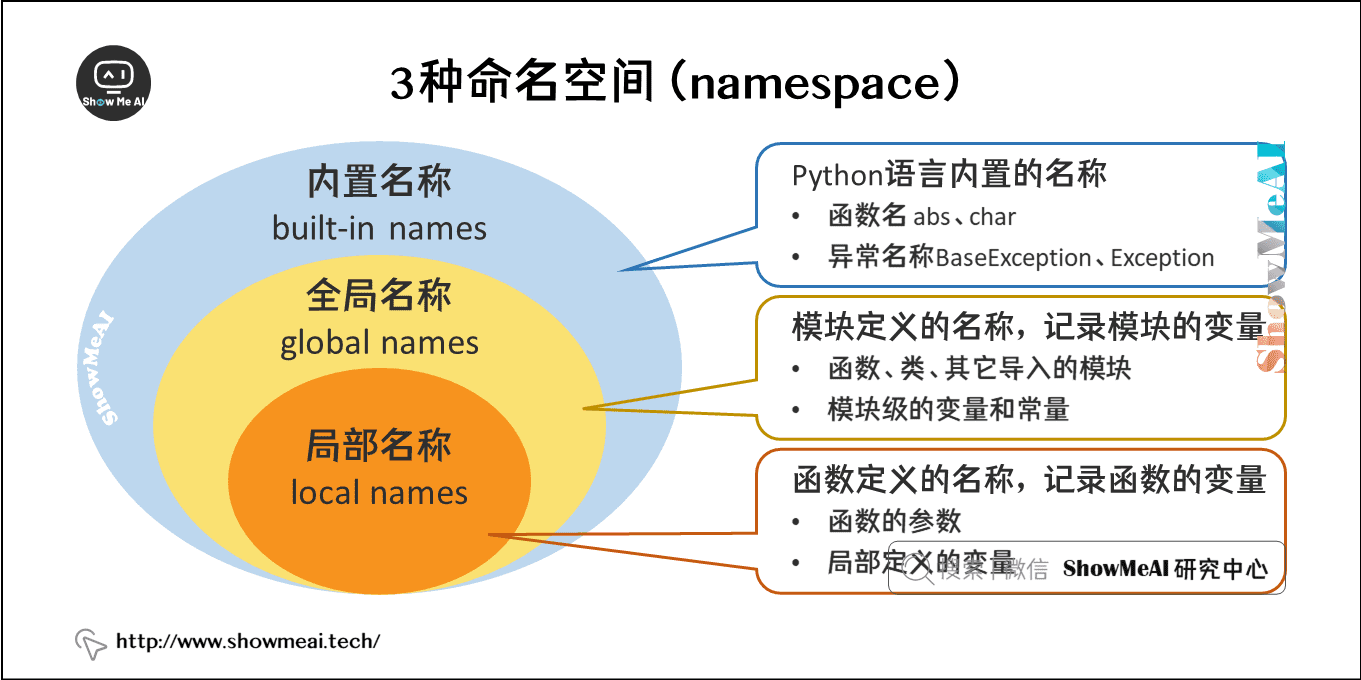 Show Me AI
3种命名空间（namespace）
内置名称
built-in names
全局名称
global names
局部名称
local names
ShowMeAI
Python语言内置的名称
• 函数名 abs、char
• 异常名称BaseException、Exception
模块定义的名称，记录模块的变量
• 函数、类、其它导入的模块
• 模块级的变量和常量
函数定义的名称，记录函数的变量
• 函数的参数
• 局部定义的变量
ShowMeAI
搜索 | 微信 ShowMeAI 研究中心
http://www.showmeai.tech/